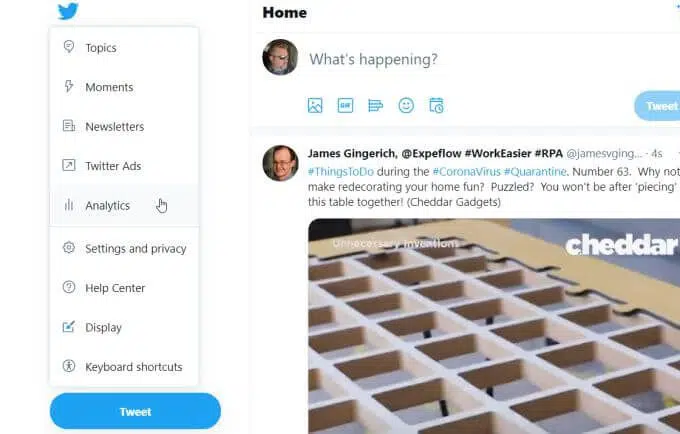 Topics
Moments
Newsletters
Twitter Ads
Analytics
Settings and privacy
Help Center
Display
Keyboard shortcuts
Tweet
Home
What's happening?
GIF
Tweet
James Gingerich, @Expeflow #WorkEasier #RPA @jamesvging... · 4s
#ThingsToDo during the #CoronaVirus #Quarantine. Number 63. Why not
make redecorating your home fun? Puzzled? You won't be after 'piecing'
this table together! (Cheddar Gadgets)
Unnecessary Inventions
cheddar